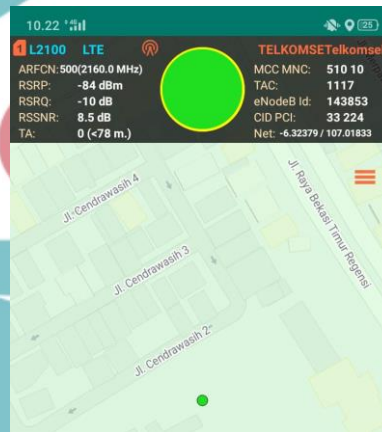 10.22
25
1 L2100 LTE
TELKOMSETelkomse
ARFCN: 500(2160.0 MHz)
RSRP: -84 dBm
RSRQ: -10 dB
RSSNR: 8.5 dB
TA: 0 (<78 m.)
MCC MNC: 510 10
TAC: 1117
eNodeB Id: 143853
CID PCI: 33 224
Net: -6.32379 / 107.01833
Jl. Cendrawasih 4
Jl. Raya Bekasi Timur Regensi
Jl. Cendrawasih 3
Jl. Cendrawasih 2